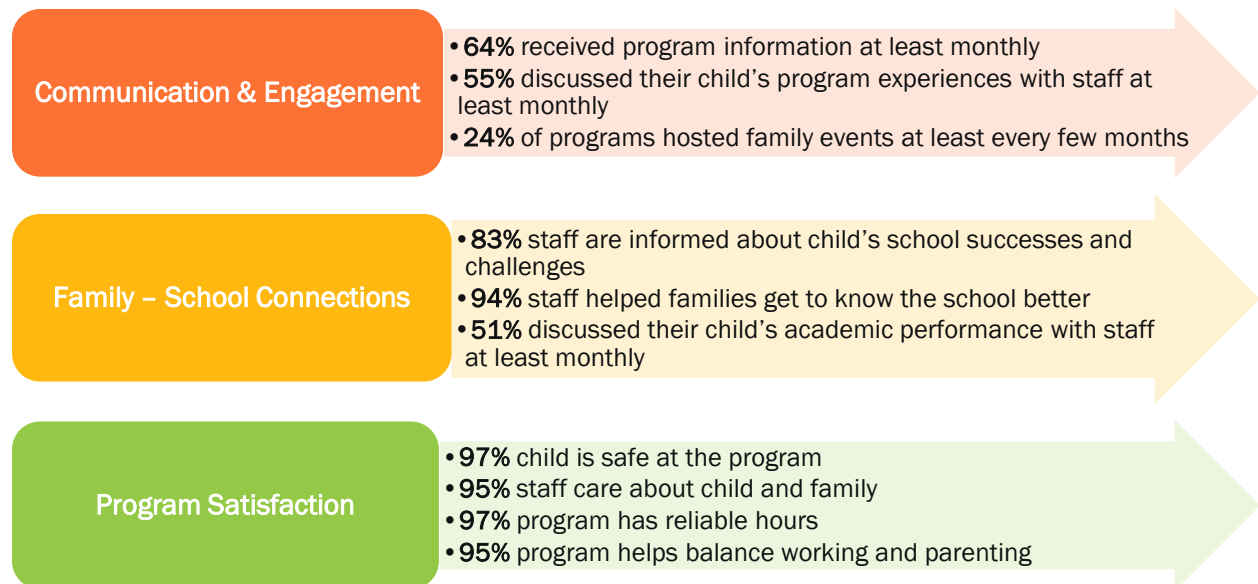 Communication & Engagement
•64% received program information at least monthly
•55% discussed their child’s program experiences with staff at
least monthly
•24% of programs hosted family events at least every few months
Family – School Connections
•83% staff are informed about child’s school successes and
challenges
•94% staff helped families get to know the school better
•51% discussed their child’s academic performance with staff
at least monthly
Program Satisfaction
•97% child is safe at the program
•95% staff care about child and family
•97% program has reliable hours
•95% program helps balance working and parenting